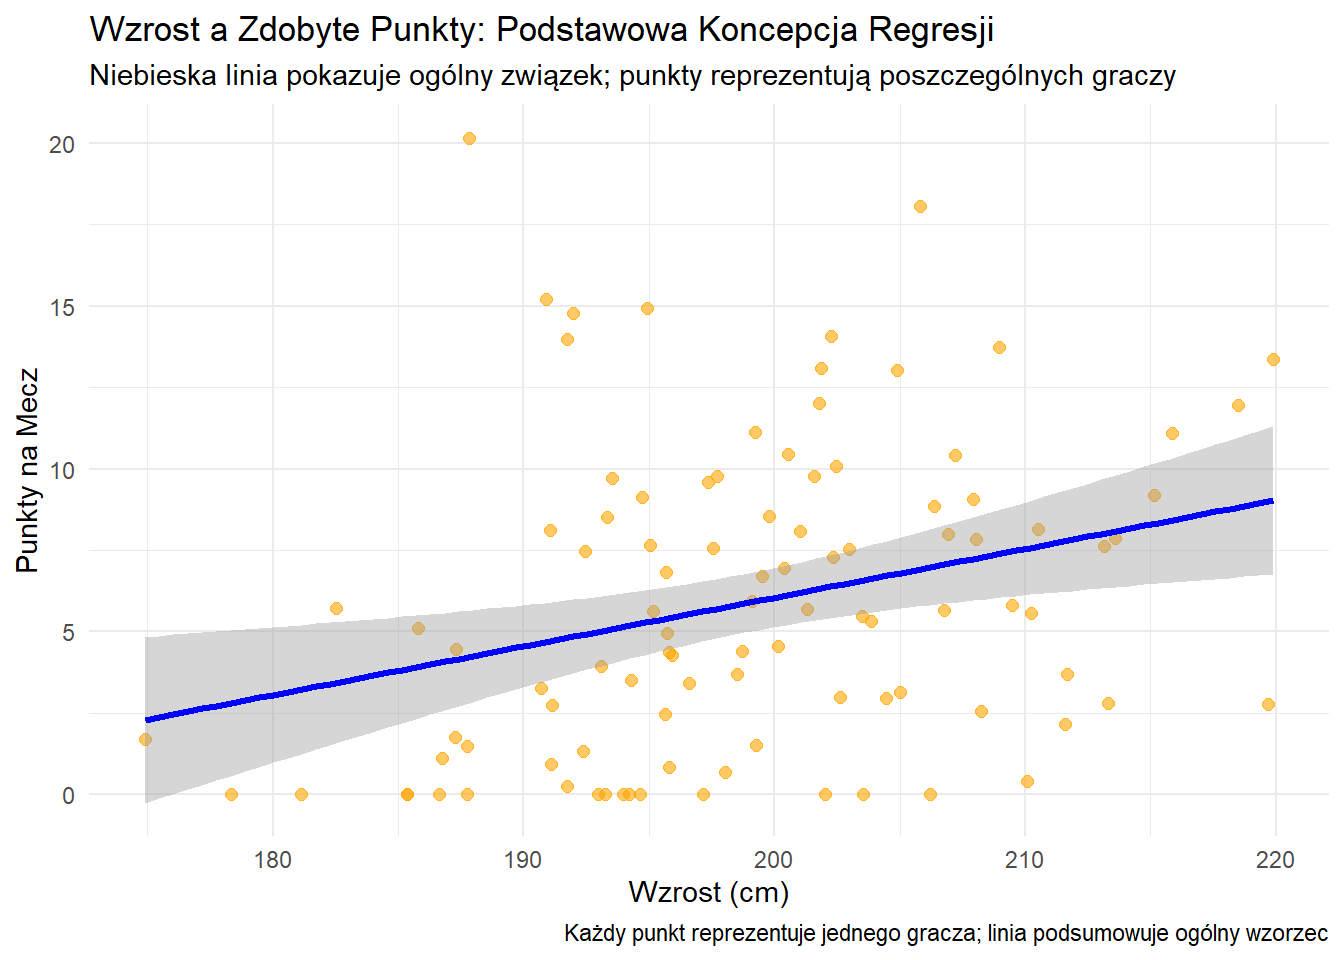 Wzrost a Zdobyte Punkty: Podstawowa Koncepcja Regresji
Niebieska linia pokazuje ogólny związek; punkty reprezentują poszczególnych graczy
20
15
10
5
0
Punkty na Mecz
180 190 200 210 220
Wzrost (cm)
Każdy punkt reprezentuje jednego gracza; linia podsumowuje ogólny wzorzec